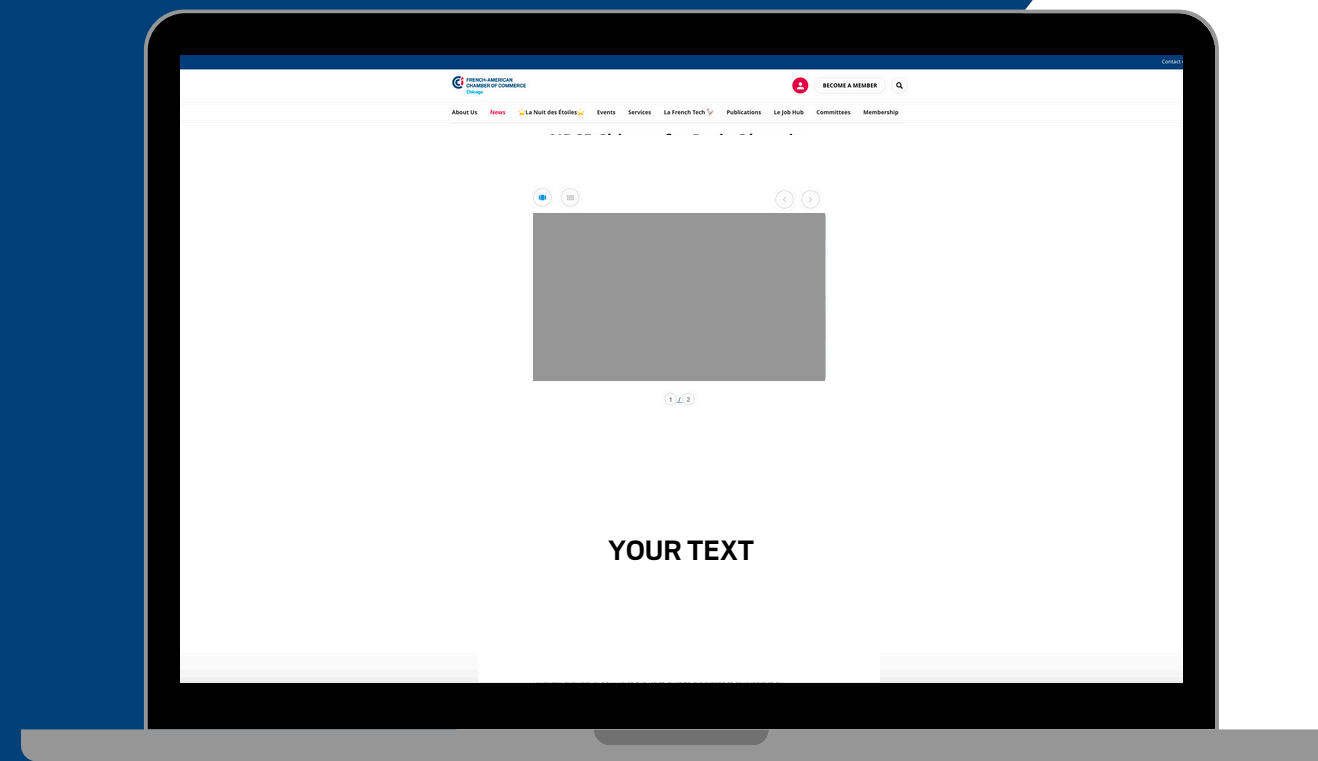 Contact
FRENCH-AMERICAN
CHAMBER OF COMMERCE
Chicago
BECOME A MEMBER
About Us News La Nuit des Étoiles Events Services La French Tech Publications Le Job Hub Committees Membership
1 / 2
YOUR TEXT